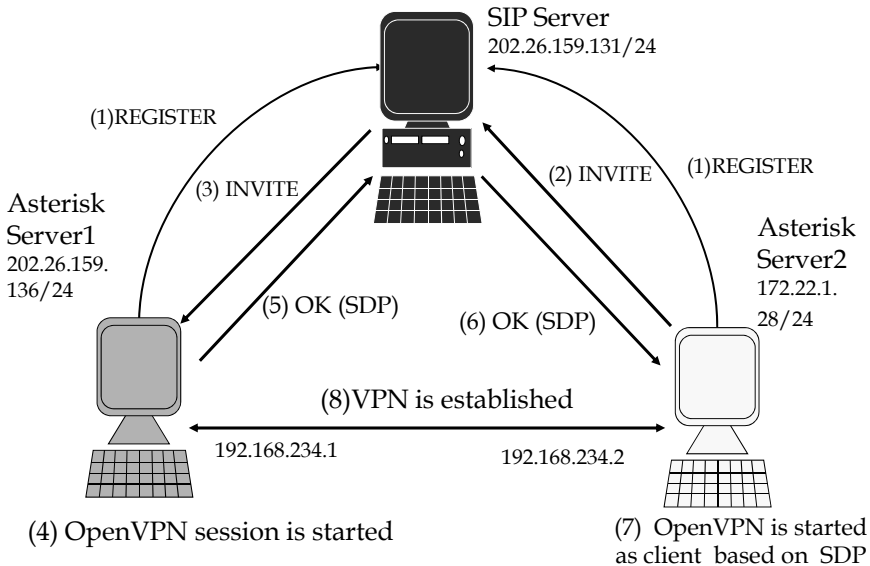 SIP Server
202.26.159.131/24
(1)REGISTER
(3) INVITE
(2) INVITE
(1)REGISTER
Asterisk
Server1
202.26.159.
136/24
Asterisk
Server2
172.22.1.
28/24
(5) OK (SDP)
(6) OK (SDP)
(8)VPN is established
192.168.234.1
192.168.234.2
(4) OpenVPN session is started
(7) OpenVPN is started
as client based on SDP